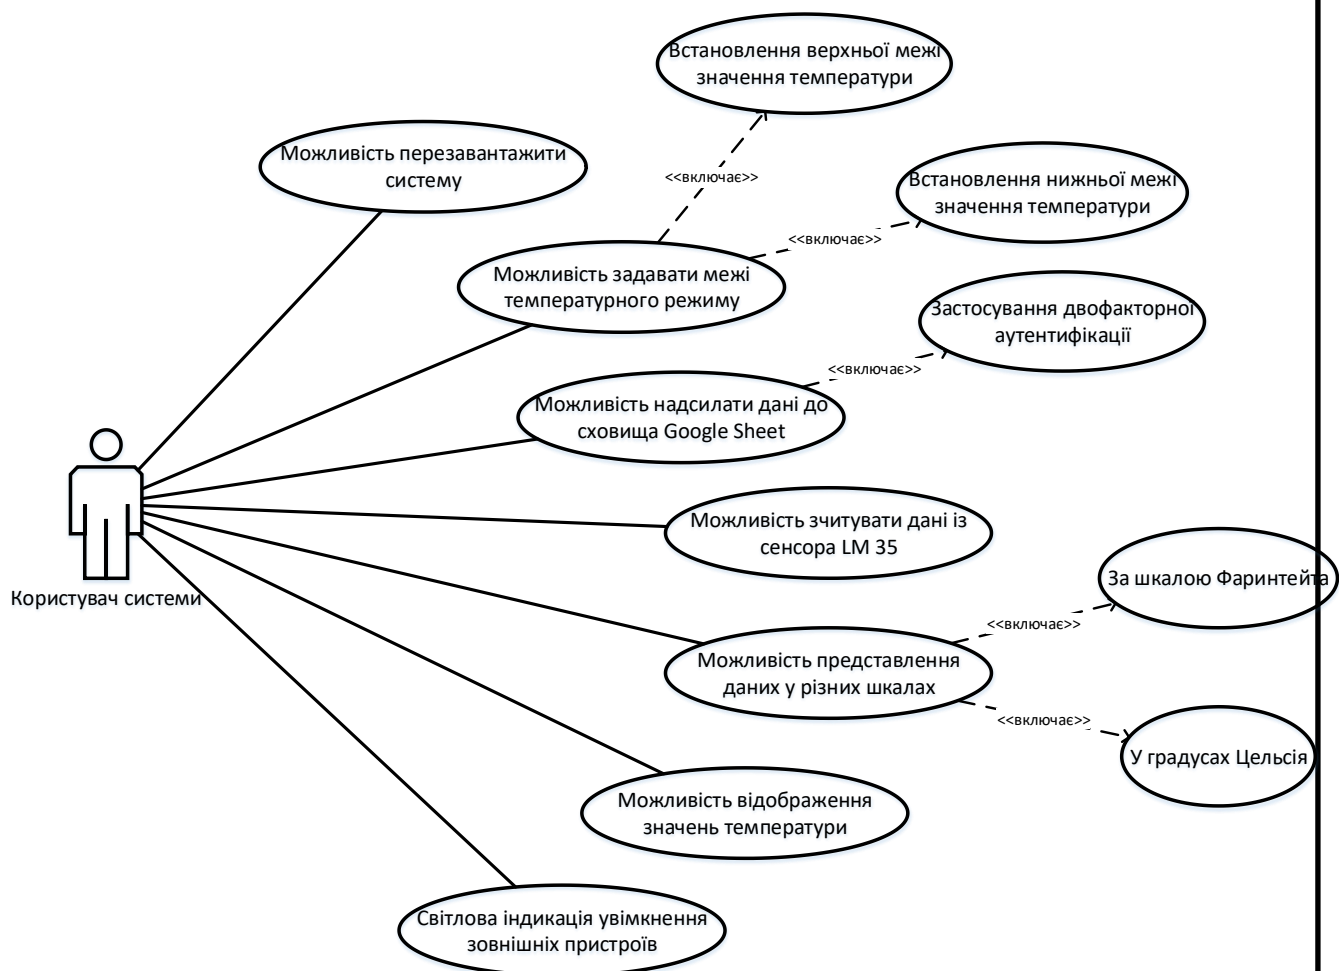 Встановлення верхньої межі
значення температури
Можливість перезавантажити
систему
<<включає>>
Встановлення нижньої межі
значення температури
<<включає>>
Можливість задавати межі
температурного режиму
Застосування двофакторної
аутентифікації
<<включає>>
Можливість надсилати дані до
сховища Google Sheet
Можливість зчитувати дані із
сенсора LM 35
Користувач системи
За шкалою Фаринтейта
<<включає>>
Можливість представлення
даних у різних шкалах
<<включає>>
У градусах Цельсія
Можливість відображення
значень температури
Світлова індикація увімкнення
зовнішніх пристроїв